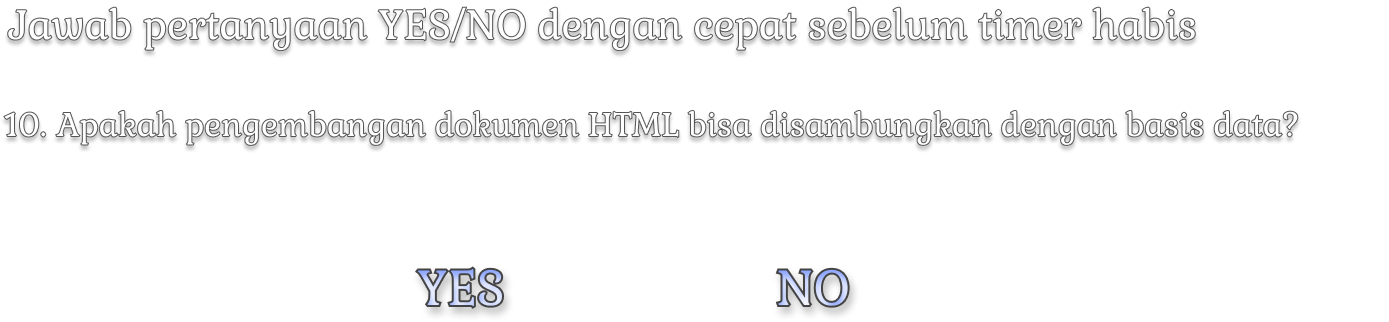 Jawab pertanyaan YES/NO dengan cepat sebelum timer habis
10. Apakah pengembangan dokumen HTML bisa disambungkan dengan basis data?
YES NO